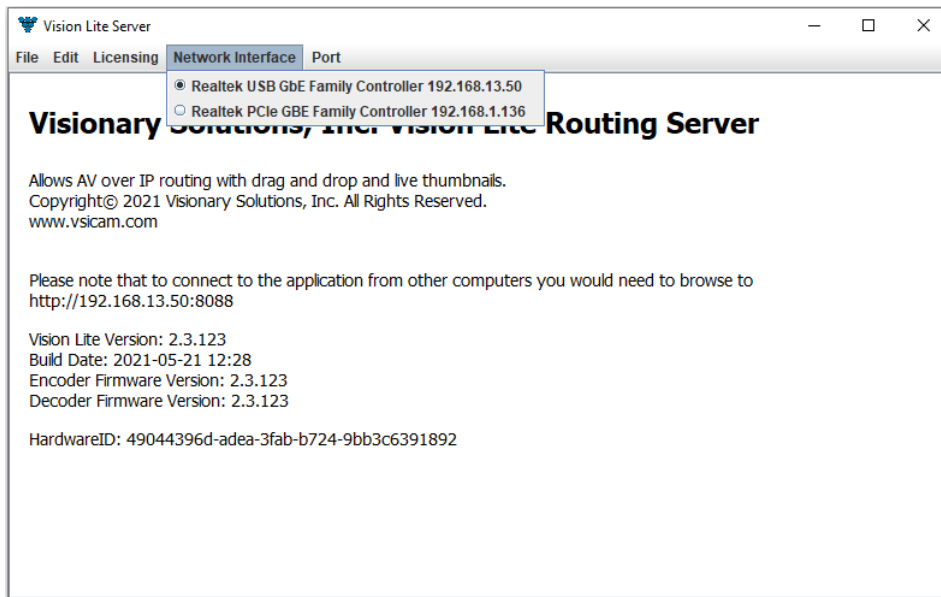 Vision Lite Server
File Edit Licensing Network Interface Port
Realtek USB GbE Family Controller 192.168.13.50
Realtek PCIe GBE Family Controller 192.168.1.136
Visionary Solutions, Inc. Vision Lite Routing Server
Allows AV over IP routing with drag and drop and live thumbnails.
Copyright© 2021 Visionary Solutions, Inc. All Rights Reserved.
www.vsicam.com
Please note that to connect to the application from other computers you would need to browse to
http://192.168.13.50:8088
Vision Lite Version: 2.3.123
Build Date: 2021-05-21 12:28
Encoder Firmware Version: 2.3.123
Decoder Firmware Version: 2.3.123
HardwareID: 49044396d-adea-3fab-b724-9bb3c6391892